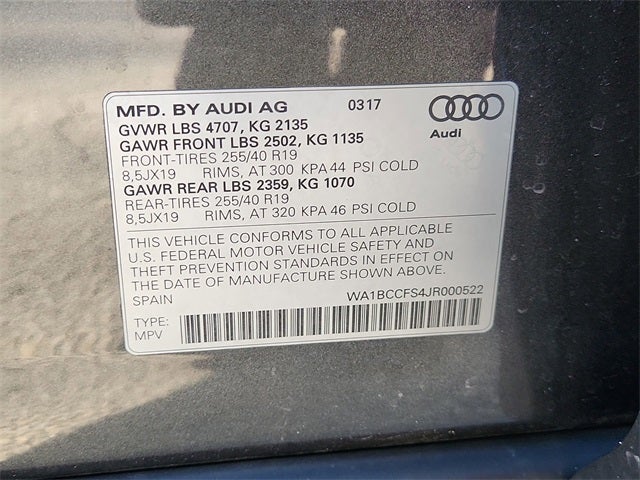 MFD. BY AUDI AG 0317
GVWR LBS 4707, KG 2135
GAWR FRONT LBS 2502, KG 1135
Audi
FRONT-TIRES 255/40 R19
8,5JX19 RIMS, AT 300 KPA 44 PSI COLD
GAWR REAR LBS 2359, KG 1070
REAR-TIRES 255/40 R19
8,5JX19 RIMS, AT 320 KPA 46 PSI COLD
THIS VEHICLE CONFORMS TO ALL APPLICABLE
U.S. FEDERAL MOTOR VEHICLE SAFETY AND
THEFT PREVENTION STANDARDS IN EFFECT ON
THE DATE OF MANUFACTURE SHOWN ABOVE.
SPAIN WA1BCCFS4JR000522
TYPE:
MPV